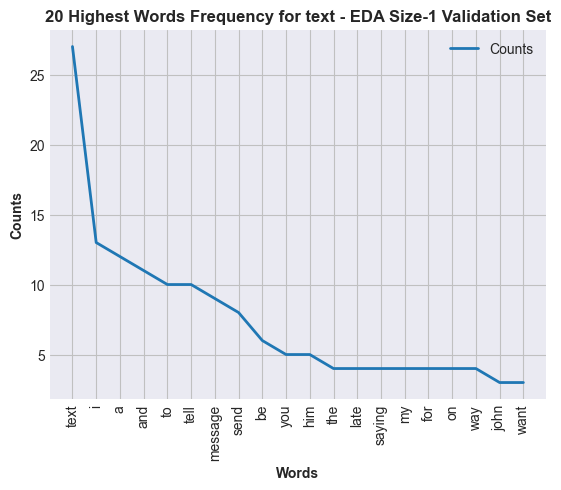 20 Highest Words Frequency for text - EDA Size-1 Validation Set
Counts
25
20
15
10
5
Counts
text
i
a
and
to
tell
message
send
be
you
him
the
late
saying
my
for
on
way
john
want
Words